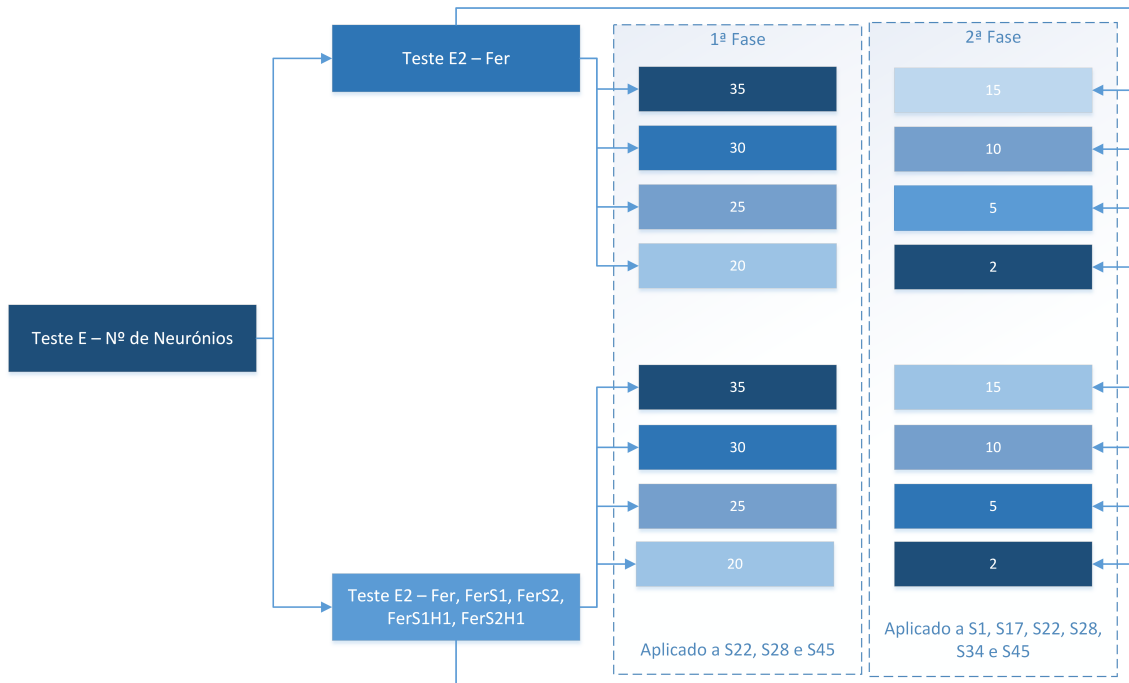 Teste E – Nº de Neurónios
Teste E2 – Fer
Teste E2 – Fer, FerS1, FerS2,
FerS1H1, FerS2H1
1ª Fase
35
30
25
20
35
30
25
20
Aplicado a S22, S28 e S45
2ª Fase
15
10
5
2
15
10
5
2
Aplicado a S1, S17, S22, S28,
S34 e S45